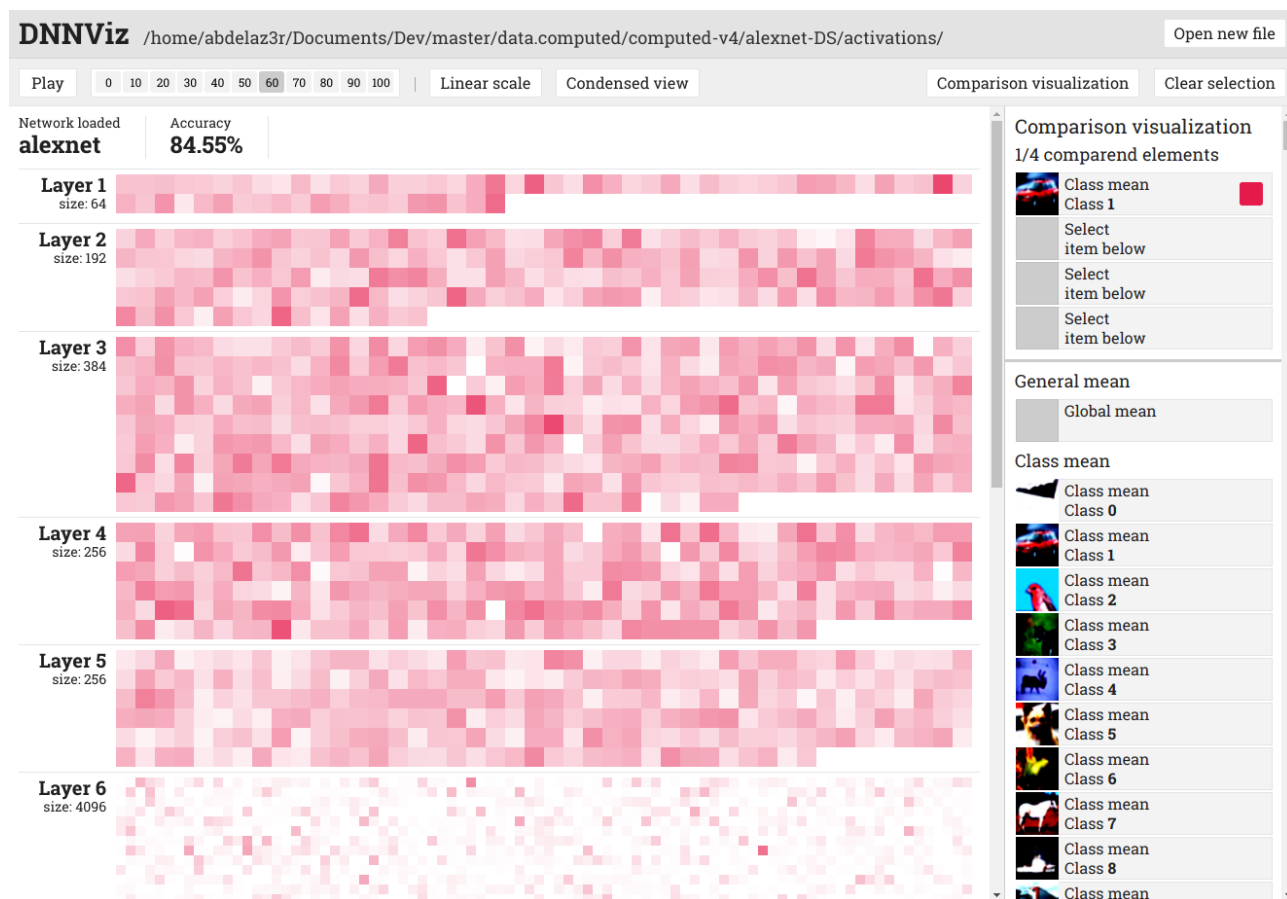 DNNViz /home/abdelaz3r/Documents/Dev/master/data.computed/computed-v4/alexnet-DS/activations/ Open new file
Play 0 10 20 30 40 50 60 70 80 90 100 | Linear scale Condensed view Comparison visualization Clear selection
Network loaded
alexnet
Accuracy
84.55%
Layer 1
size: 64
Layer 2
size: 192
Layer 3
size: 384
Layer 4
size: 256
Layer 5
size: 256
Layer 6
size: 4096
Comparison visualization
1/4 comparend elements
Class mean
Class 1
Select
item below
Select
item below
Select
item below
General mean
Global mean
Class mean
Class mean
Class 0
Class mean
Class 1
Class mean
Class 2
Class mean
Class 3
Class mean
Class 4
Class mean
Class 5
Class mean
Class 6
Class mean
Class 7
Class mean
Class 8
Class mean